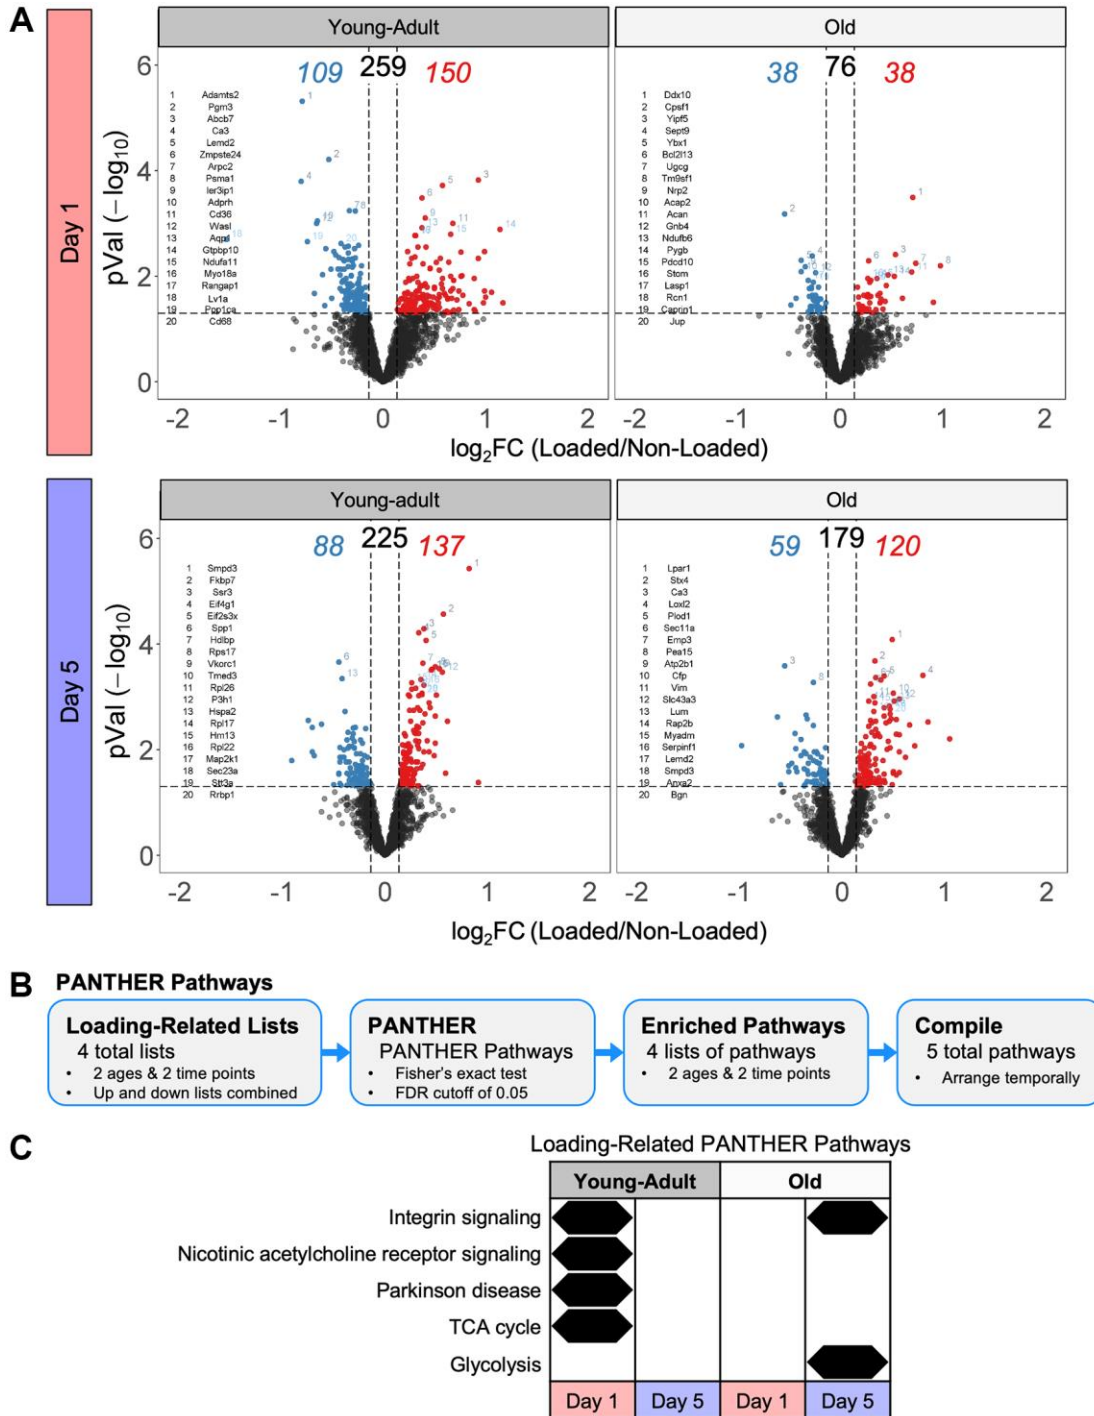 A
Day 1
Young-Adult
Old
109 259 150
38 76 38
pVal (−log10)
6
4
2
0
1 Adamts2
2 Pgm3
3 Abcb7
4 Ca3
5 Lemd2
6 Zmpste24
7 Arpc2
8 Psma1
9 Ier3ip1
10 Adprh
11 Cd36
12 Wasl
13 Aqp1
14 Gtpbp10
15 Ndufa11
16 Myo18a
17 Rangap1
18
19 Ppp1ca
20 Cd68
1 Ddx10
2 Cpsf1
3 Yipf5
4 Sept9
5 Ybx1
6 Bcl2l13
7 Ugcg
8 Tm9sf1
9 Nrp2
10 Acap2
11 Acan
12 Gnb4
13 Ndufb6
14 Pygb
15 Pdcd10
16 Stom
17 Lasp1
18 Rcn1
19 Caprin1
20 Jup
-2 -1 0 1 2
-2 -1 0 1 2
log2FC (Loaded/Non-Loaded)
Day 5
Young-adult
Old
88 225 137
59 179 120
pVal (−log10)
6
4
2
0
1 Smpd3
2 Fkbp7
3 Ssr3
4 Eif4g1
5 Eif2s3x
6 Spp1
7 Hdlbp
8 Rps17
9 Vkorc1
10 Tmed3
11 Rpl26
12 P3h1
13 Hspa2
14 Rpl17
15 Hm13
16 Rpl22
17 Map2k1
18 Sec23a
19 Stt3a
20 Rrbp1
1 Lpar1
2 Stx4
3 Ca3
4 Loxl2
5 Plod1
6 Sec11a
7 Emp3
8 Pea15
9 Atp2b1
10 Cfp
11 Vim
12 Slc43a3
13 Lum
14 Rap2b
15 Myadm
16 Serpinf1
17 Lemd2
18 Smpd3
19 Anxa2
20 Bgn
-2 -1 0 1 2
-2 -1 0 1 2
log2FC (Loaded/Non-Loaded)
B PANTHER Pathways
Loading-Related Lists
4 total lists
• 2 ages & 2 time points
• Up and down lists combined
PANTHER
PANTHER Pathways
• Fisher's exact test
• FDR cutoff of 0.05
Enriched Pathways
4 lists of pathways
• 2 ages & 2 time points
Compile
5 total pathways
• Arrange temporally
C
Loading-Related PANTHER Pathways
Young-Adult Old
Integrin signaling
Nicotinic acetylcholine receptor signaling
Parkinson disease
TCA cycle
Glycolysis
Day 1 Day 5 Day 1 Day 5